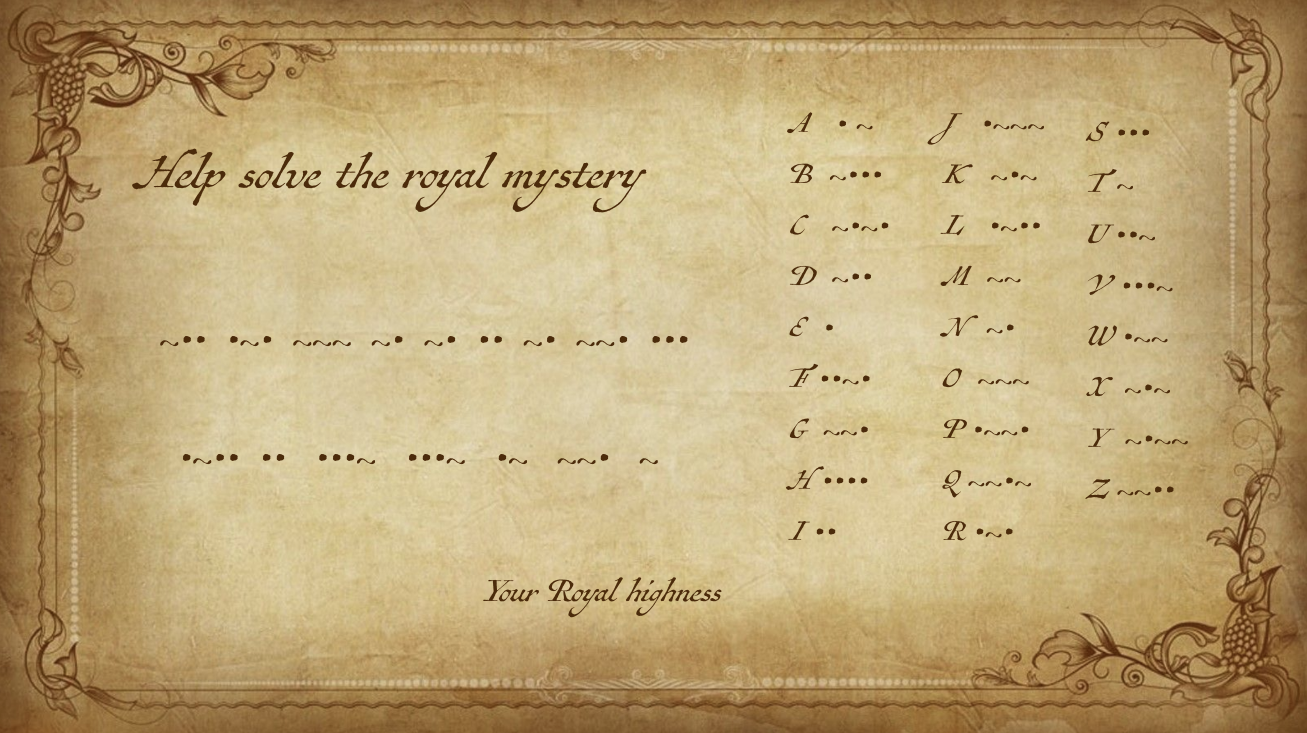 Help solve the royal mystery
~•• •~• ~~~ ~• ~• •• ~• ~~• •••
•~•• •• •••~ •••~ •~ ~~• ~
Your Royal highness
A •~
B ~•••
C ~•~•
D ~••
E •
F ••~•
G ~~•
H ••••
I ••
J •~~~
K ~•~
L •~••
M ~~
N ~•
O ~~~
P •~~•
Q ~~•~
R •~•
S •••
T ~
U ••~
V •••~
W •~~
X ~•~
Y ~•~~
Z ~~••